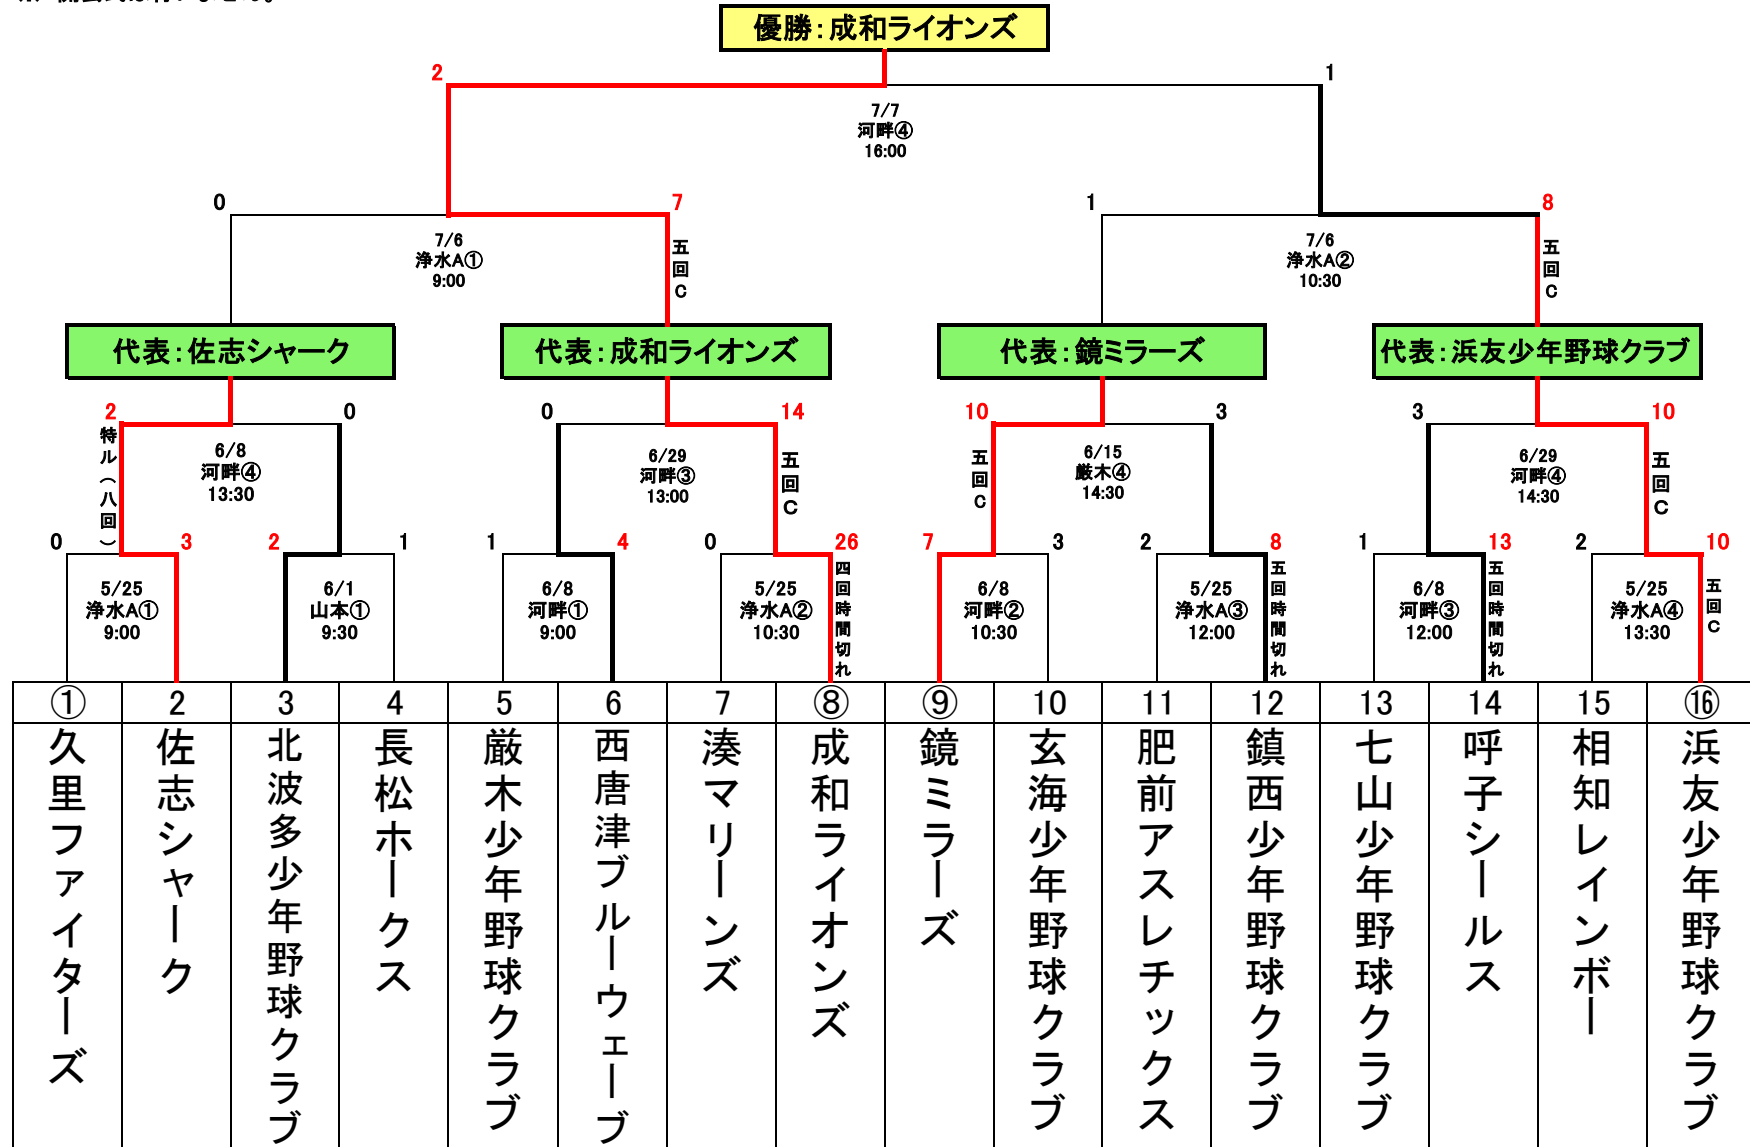 優勝：成和ライオンズ
2
1
7/7
河畔④
16:00
0
7
1
8
7/6
浄水A①
9:00
五回C
7/6
浄水A②
10:30
五回C
代表：佐志シャーク
代表：成和ライオンズ
代表：鏡ミラーズ
代表：浜友少年野球クラブ
2
0
0
14
10
3
3
10
特ル（八回）
6/8
河畔④
13:30
6/29
河畔③
13:00
五回C
五回C
6/15
厳木④
14:30
6/29
河畔④
14:30
五回C
0
3
2
1
1
4
0
26
7
3
2
8
1
13
2
10
5/25
浄水A①
9:00
6/1
山本①
9:30
6/8
河畔①
9:00
5/25
浄水A②
10:30
四回時間切れ
6/8
河畔②
10:30
5/25
浄水A③
12:00
五回時間切れ
6/8
河畔③
12:00
五回時間切れ
5/25
浄水A④
13:30
五回C
① 2 3 4 5 6 7 ⑧ ⑨ 10 11 12 13 14 15 ⑯
久里ファイターズ
佐志シャーク
北波多少年野球クラブ
長松ホークス
厳木少年野球クラブ
西唐津ブルーウェーブ
湊マリーンズ
成和ライオンズ
鏡ミラーズ
玄海少年野球クラブ
肥前アスレチックス
鎮西少年野球クラブ
七山少年野球クラブ
呼子シールス
相知レインボー
浜友少年野球クラブ